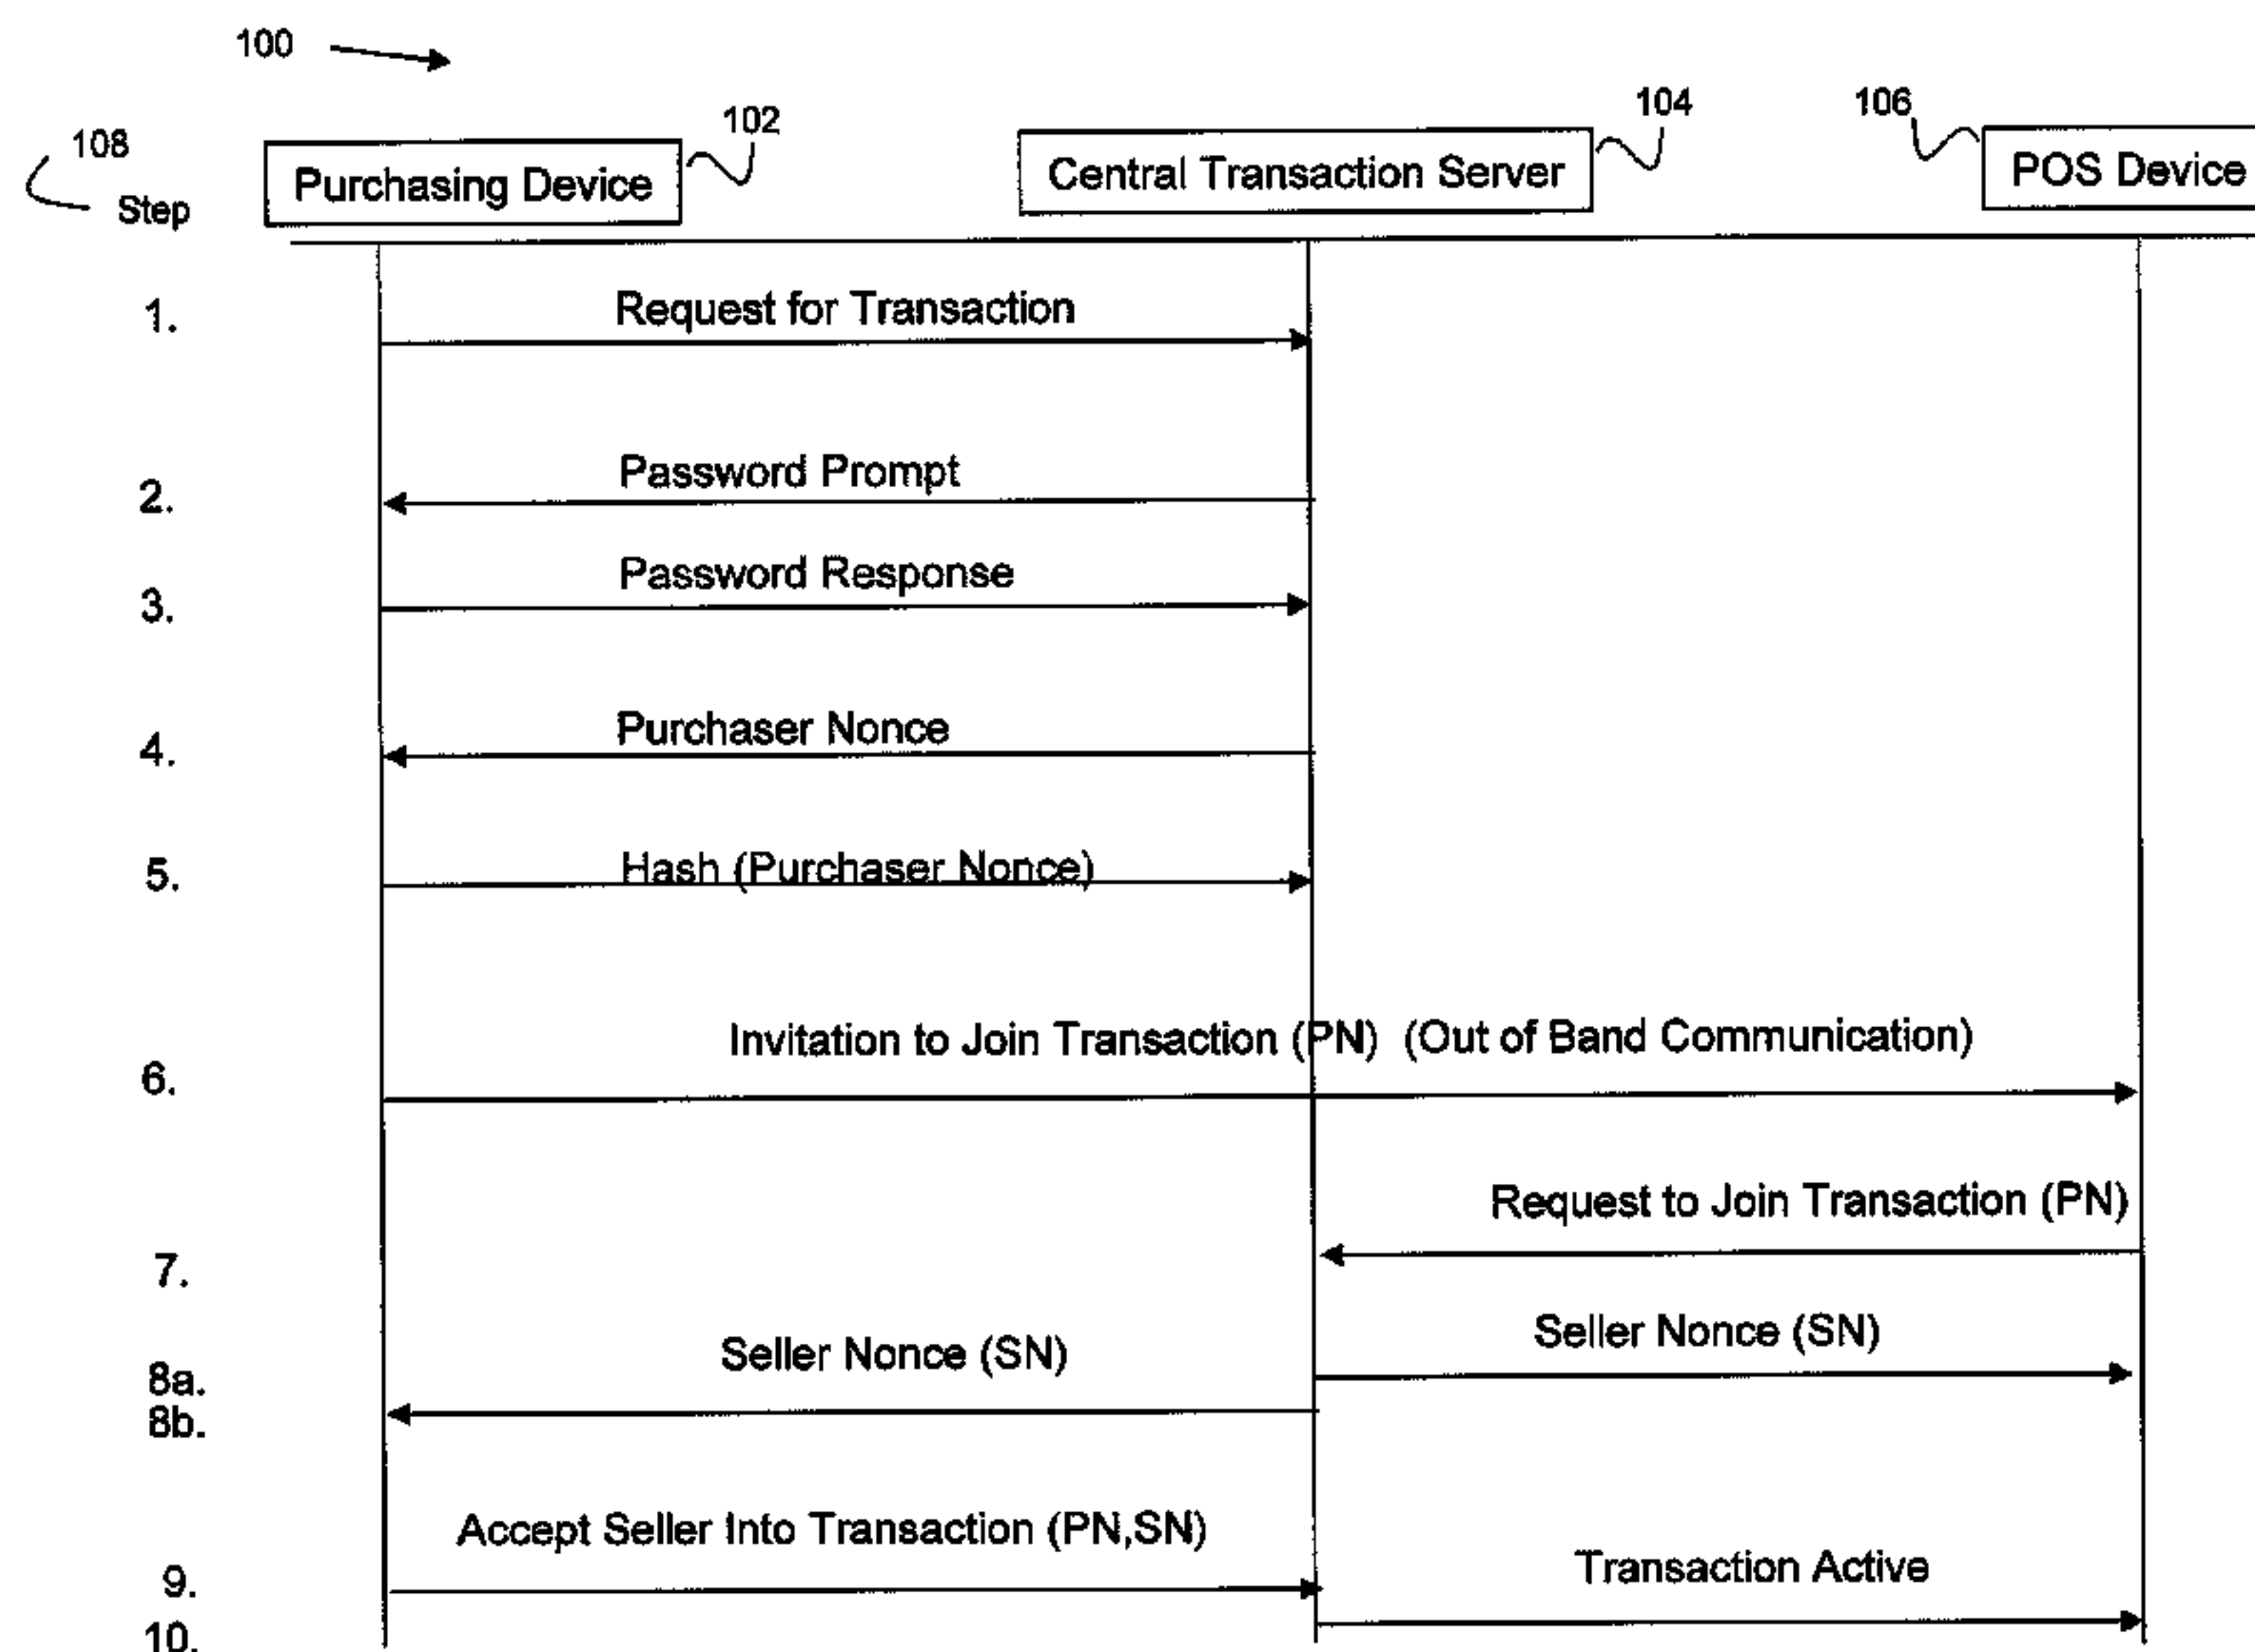 100
108
102
104
106
Step
Purchasing Device
Central Transaction Server
POS Device
1.
Request for Transaction
2.
Password Prompt
3.
Password Response
4.
Purchaser Nonce
5.
Hash (Purchaser Nonce)
6.
Invitation to Join Transaction (PN) (Out of Band Communication)
7.
Request to Join Transaction (PN)
8a.
Seller Nonce (SN)
8b.
Seller Nonce (SN)
9.
Accept Seller Into Transaction (PN,SN)
10.
Transaction Active